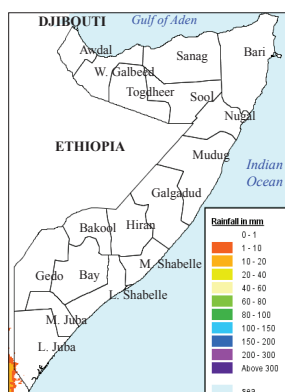 DJIBOUTI
Gulf of Aden
Awdal
Sanag
Bari
W. Galbeed
Togdheer
Sool
Nugal
ETHIOPIA
Mudug
Indian
Ocean
Galgadud
Bakool
Hiran
M. Shabelle
Gedo
Bay
L. Shabelle
M. Juba
L. Juba
Rainfall in mm
0 - 1
1 - 10
10 - 20
20 - 40
40 - 60
60 - 80
80 - 100
100 - 150
150 - 200
200 - 300
Above 300
sea